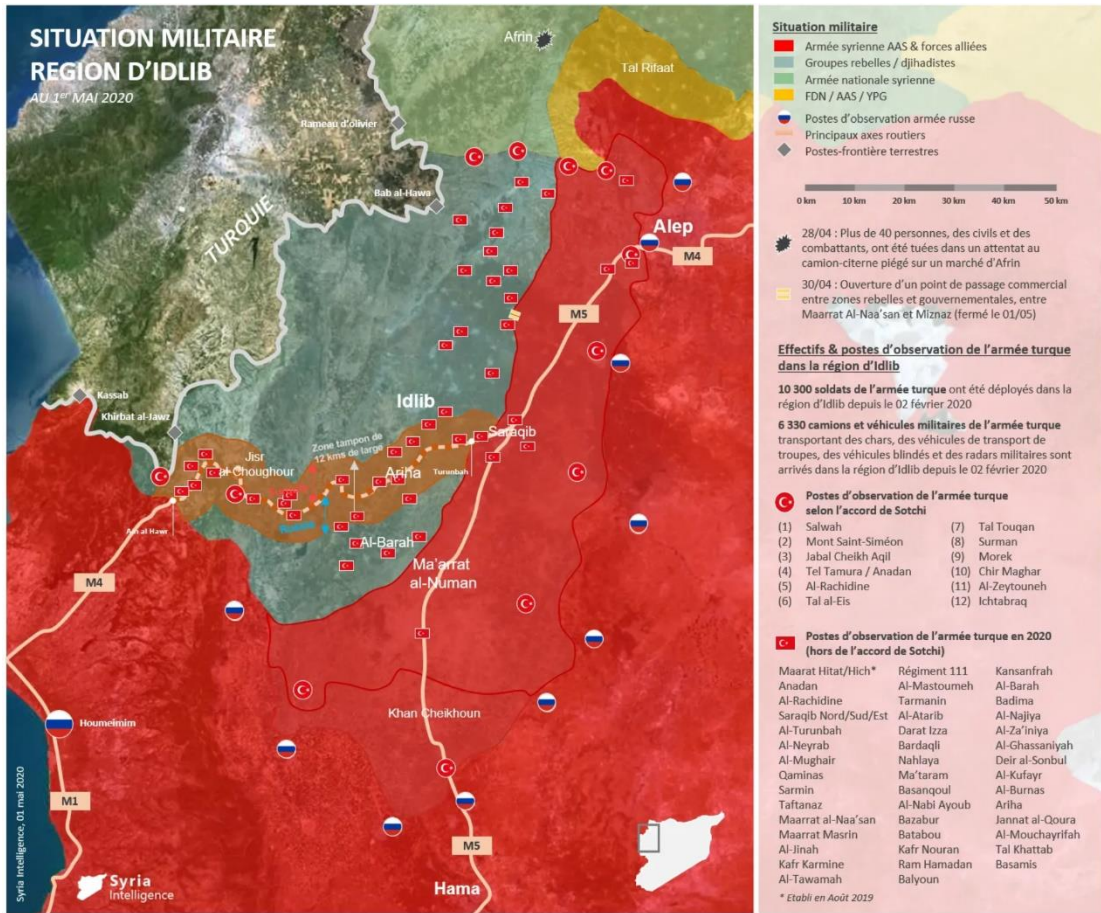 SITUATION MILITAIRE
REGION D'IDLIB
AU 1er MAI 2020
Afrin
Tal Rifaat
Rameau d'olivier
Bab al-Hawa
TURQUIE
Alep
M4
M5
Kassab
Khirbat al-Jawz
Idlib
Zone tampon de
12 kms de large
Saraqib
Jisr
al-Choughour
Ariha
Turunbah
Ain al Hawr
Al-Barah
Ma'arrat
al-Numan
M4
Khan Cheikhoun
Houmeimim
M1
M5
Hama
Syria
Intelligence
Syria Intelligence, 01 mai 2020
Situation militaire
Armée syrienne AAS & forces alliées
Groupes rebelles / djihadistes
Armée nationale syrienne
FDN / AAS / YPG
Postes d'observation armée russe
Principaux axes routiers
Postes-frontière terrestres
0 km 10 km 20 km 30 km 40 km 50 km
28/04 : Plus de 40 personnes, des civils et des
combattants, ont été tuées dans un attentat au
camion-citerne piégé sur un marché d'Afrin
30/04 : Ouverture d'un point de passage commercial
entre zones rebelles et gouvernementales, entre
Maarrat Al-Naa'san et Miznaz (fermé le 01/05)
Effectifs & postes d'observation de l'armée turque
dans la région d'Idlib
10 300 soldats de l'armée turque ont été déployés dans la
région d'Idlib depuis le 02 février 2020
6 330 camions et véhicules militaires de l'armée turque
transportant des chars, des véhicules de transport de
troupes, des véhicules blindés et des radars militaires sont
arrivés dans la région d'Idlib depuis le 02 février 2020
Postes d'observation de l'armée turque
selon l'accord de Sotchi
(1) Salwah (7) Tal Touqan
(2) Mont Saint-Siméon (8) Surman
(3) Jabal Cheikh Aqil (9) Morek
(4) Tel Tamura / Anadan (10) Chir Maghar
(5) Al-Rachidine (11) Al-Zeytouneh
(6) Tal al-Eis (12) Ichtabraq
Postes d'observation de l'armée turque en 2020
(hors de l'accord de Sotchi)
Maarat Hitat/Hich* Régiment 111 Kansanfrah
Anadan Al-Mastoumeh Al-Barah
Al-Rachidine Tarmanin Badima
Saraqib Nord/Sud/Est Al-Atarib Al-Najiya
Al-Turunbah Darat Izza Al-Za'iniya
Al-Neyrab Bardaqli Al-Ghassaniyah
Al-Mughair Nahlaya Deir al-Sonbul
Qaminas Ma'taram Al-Kufayr
Sarmin Basanqoul Al-Burnas
Taftanaz Al-Nabi Ayoub Ariha
Maarrat al-Naa'san Bazabur Jannat al-Qoura
Maarrat Masrin Batabou Al-Mouchayrifah
Al-Jinah Kafr Nouran Tal Khattab
Kafr Karmine Ram Hamadan Basamis
Al-Tawamah Balyoun
* Etabli en Août 2019